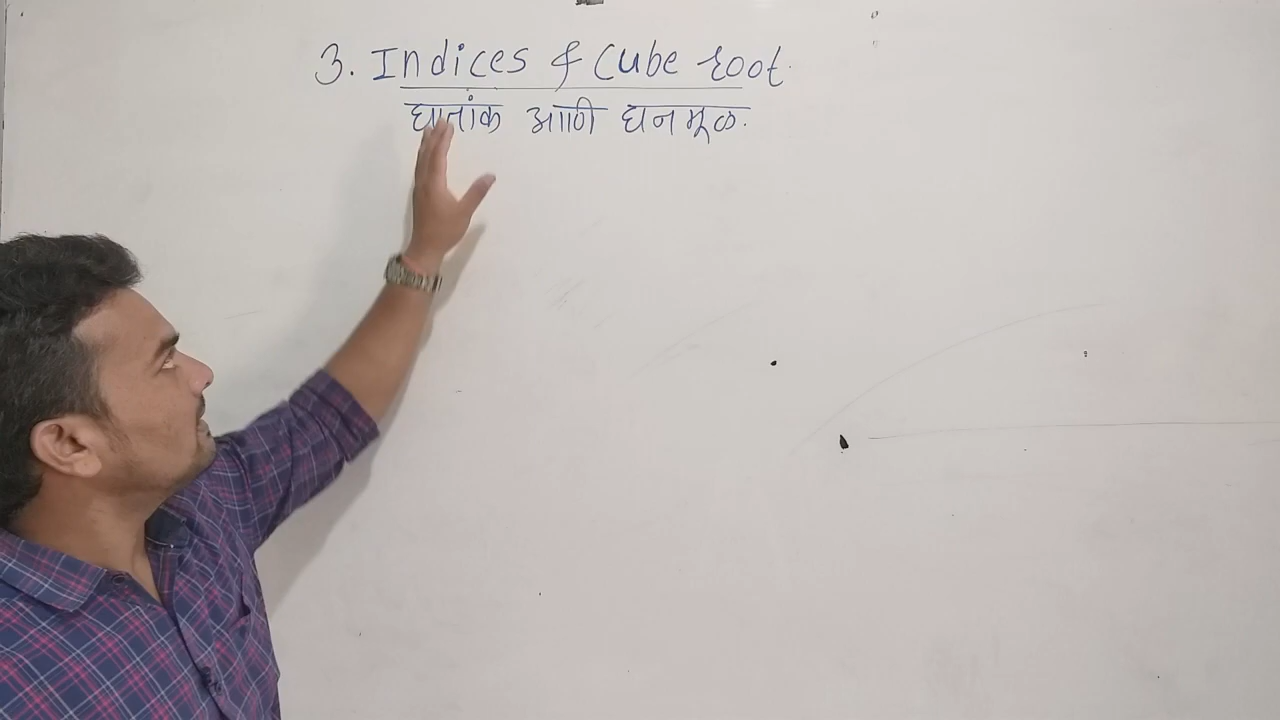 3. Indices & Cube root.
घातांक आणि घनमूळ.